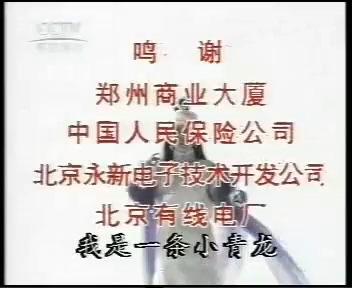 CCTV
鸣 谢
郑州商业大厦
中国人民保险公司
北京永新电子技术开发公司
北京有线电厂
我是一条小青龙